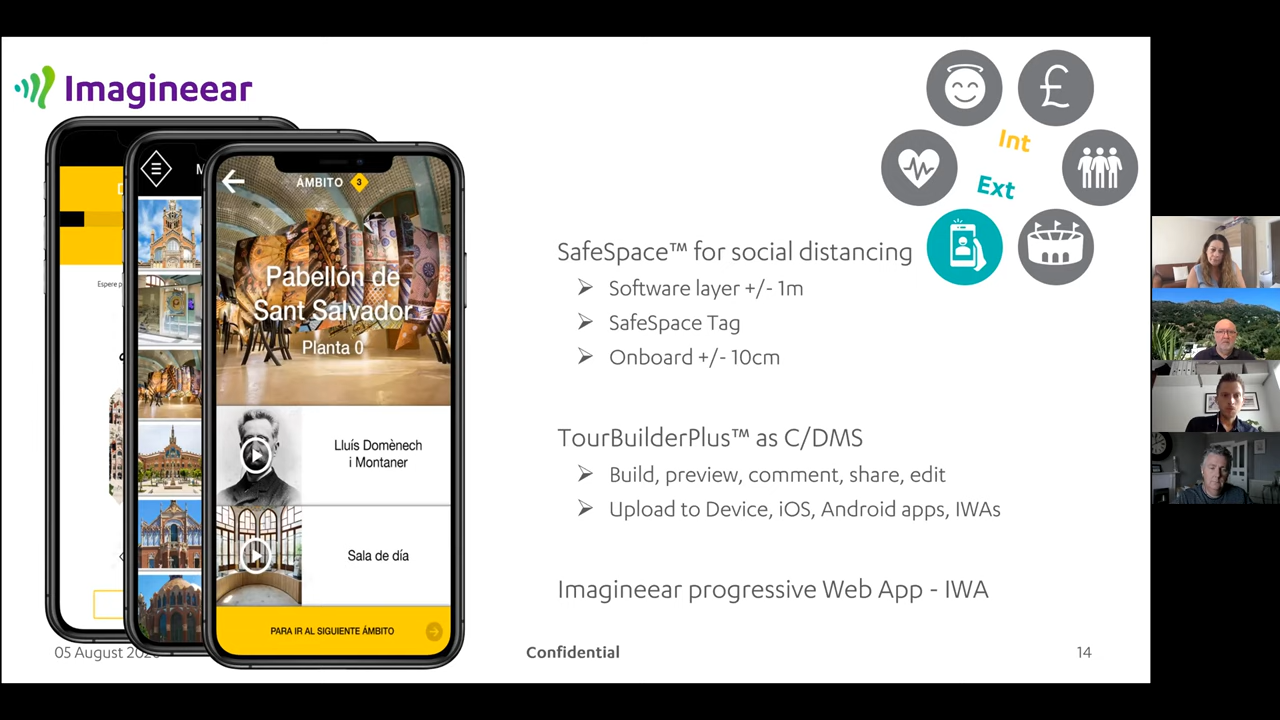 Imagineear
Int
Ext
ÁMBITO 3
Pabellón de
Sant Salvador
Planta 0
Lluís Domènech
i Montaner
Sala de día
PARA IR AL SIGUIENTE ÁMBITO
SafeSpace™ for social distancing
➤ Software layer +/- 1m
➤ SafeSpace Tag
➤ Onboard +/- 10cm
TourBuilderPlus™ as C/DMS
➤ Build, preview, comment, share, edit
➤ Upload to Device, iOS, Android apps, IWAs
Imagineear progressive Web App - IWA
05 August
Confidential
14